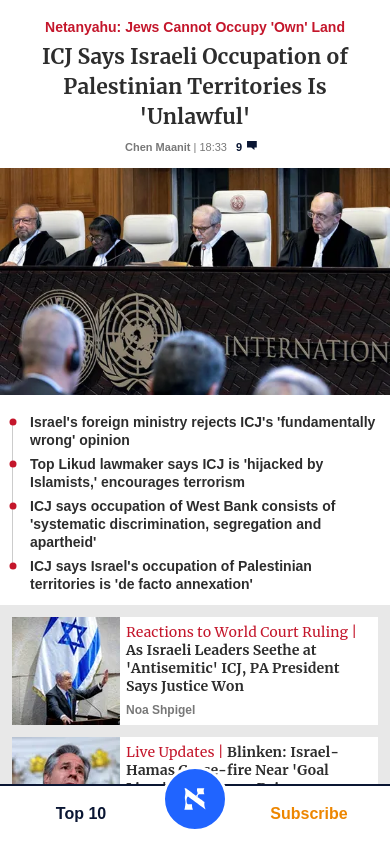 Netanyahu: Jews Cannot Occupy 'Own' Land
ICJ Says Israeli Occupation of
Palestinian Territories Is
'Unlawful'
Chen Maanit | 18:33 9
INTERNATION
Israel's foreign ministry rejects ICJ's 'fundamentally
wrong' opinion
Top Likud lawmaker says ICJ is 'hijacked by
Islamists,' encourages terrorism
ICJ says occupation of West Bank consists of
'systematic discrimination, segregation and
apartheid'
ICJ says Israel's occupation of Palestinian
territories is 'de facto annexation'
Reactions to World Court Ruling |
As Israeli Leaders Seethe at
'Antisemitic' ICJ, PA President
Says Justice Won
Noa Shpigel
Live Updates | Blinken: Israel-
Hamas Cease-fire Near 'Goal
Top 10
Subscribe